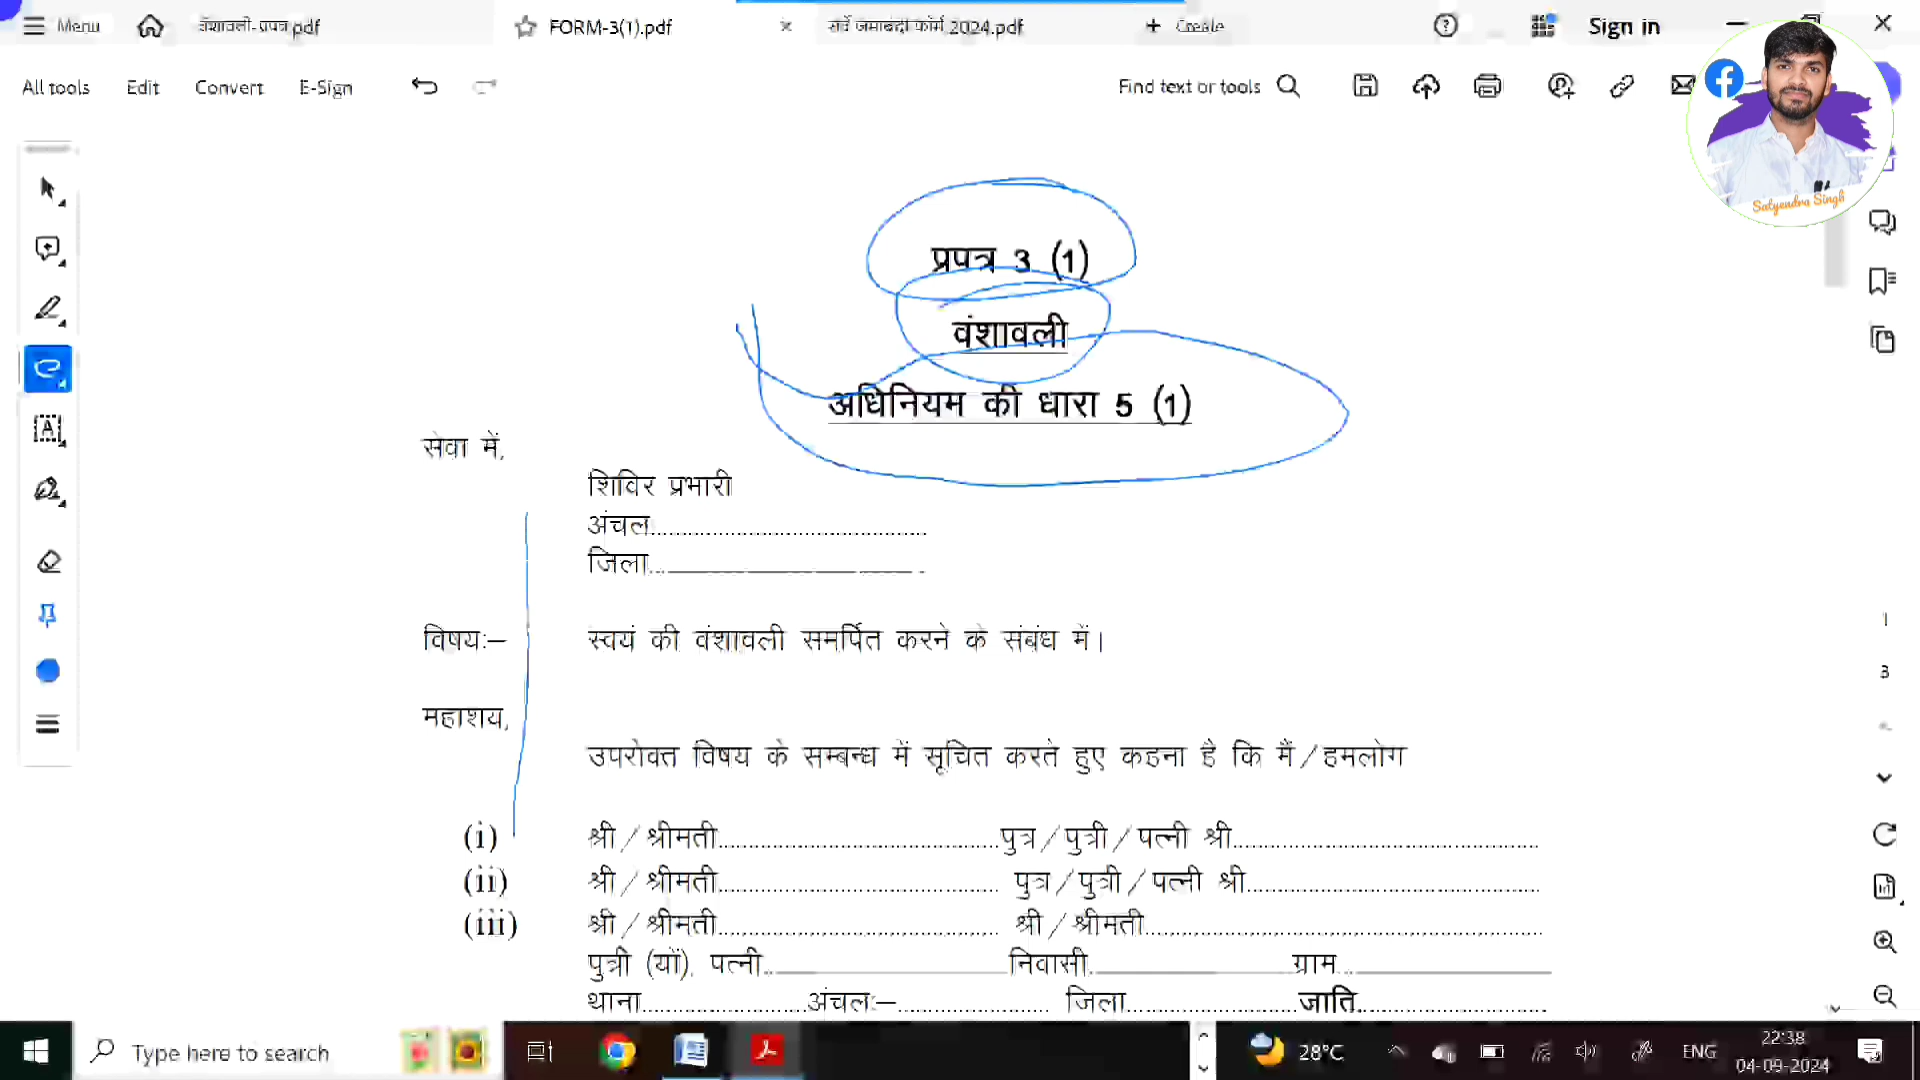 Menu वंशावली-प्रपत्र.pdf FORM-3(1).pdf सर्वे जमाबंदी फॉर्म 2024.pdf Create Sign in
All tools Edit Convert E-Sign Find text or tools
Satyendra Singh
प्रपत्र 3 (1)
वंशावली
अधिनियम की धारा 5 (1)
सेवा में,
शिविर प्रभारी
अंचल
जिला
विषय:– स्वयं की वंशावली समर्पित करने के संबंध में।
महाशय,
उपरोक्त विषय के सम्बन्ध में सूचित करते हुए कहना है कि मैं/हमलोग
(i) श्री/श्रीमती पुत्र/पुत्री/पत्नी श्री
(ii) श्री/श्रीमती पुत्र/पुत्री/पत्नी श्री
(iii) श्री/श्रीमती श्री/श्रीमती
पुत्री (यों), पत्नी निवासी ग्राम
थाना अंचल:– जिला जाति
1
3
Type here to search 28°C ENG 22:38
04-09-2024